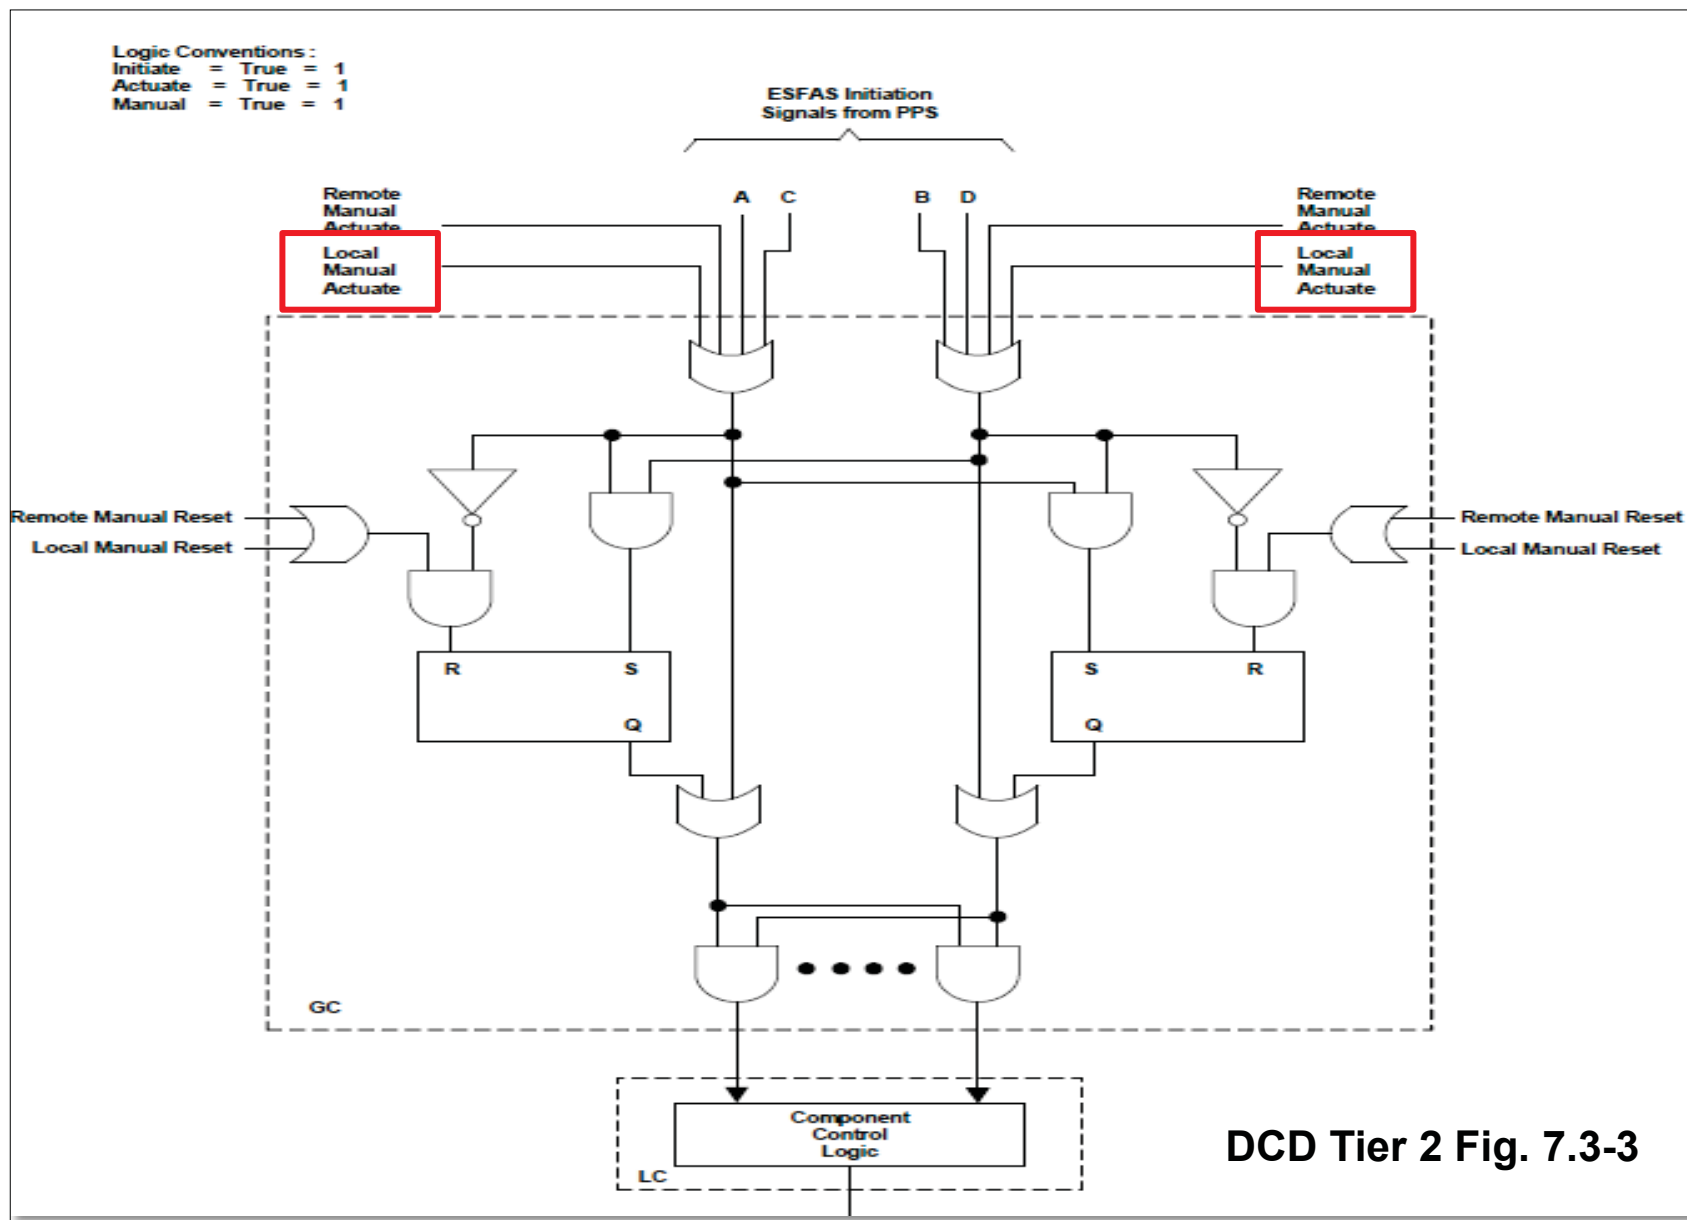 Logic Conventions :
Initiate = True = 1
Actuate = True = 1
Manual = True = 1
ESFAS Initiation
Signals from PPS
Remote
Manual
Actuate
Local
Manual
Actuate
A C B D
Remote
Manual
Actuate
Local
Manual
Actuate
Remote Manual Reset
Local Manual Reset
Remote Manual Reset
Local Manual Reset
R S
Q
S R
Q
GC
Component
Control
Logic
LC
DCD Tier 2 Fig. 7.3-3